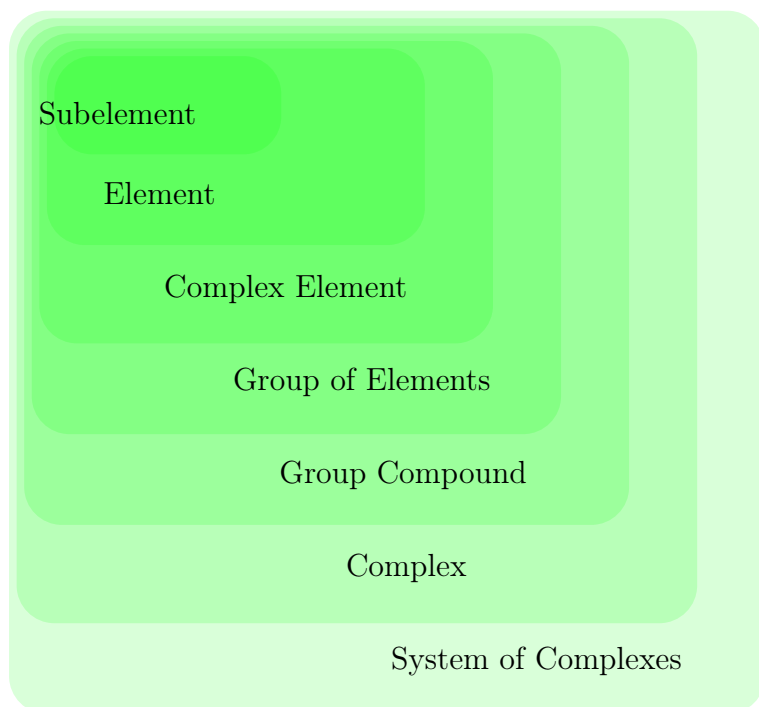 Subelement
Element
Complex Element
Group of Elements
Group Compound
Complex
System of Complexes